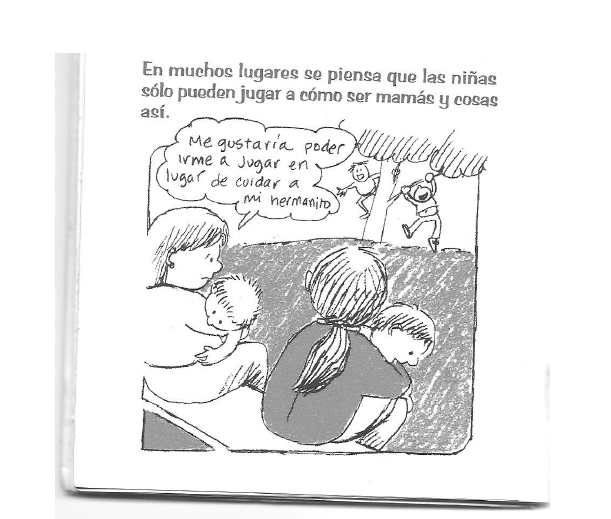 En muchos lugares se piensa que las niñas
sólo pueden jugar a cómo ser mamás y cosas
así.
Me gustaría poder
irme a jugar en
lugar de cuidar a
mi hermanito